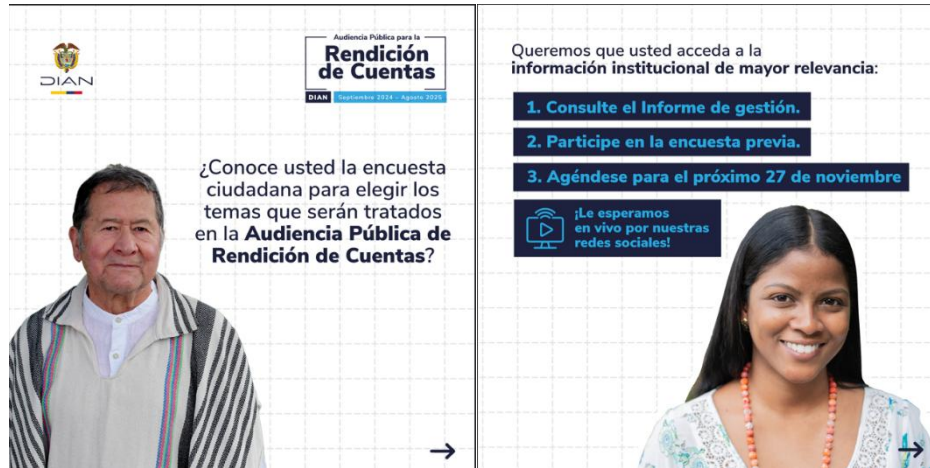 DIAN
Audiencia Pública para la
Rendición
de Cuentas
DIAN Septiembre 2024 - Agosto 2025
¿Conoce usted la encuesta
ciudadana para elegir los
temas que serán tratados
en la Audiencia Pública de
Rendición de Cuentas?
Queremos que usted acceda a la
información institucional de mayor relevancia:
1. Consulte el Informe de gestión.
2. Participe en la encuesta previa.
3. Agéndese para el próximo 27 de noviembre
¡Le esperamos
en vivo por nuestras
redes sociales!